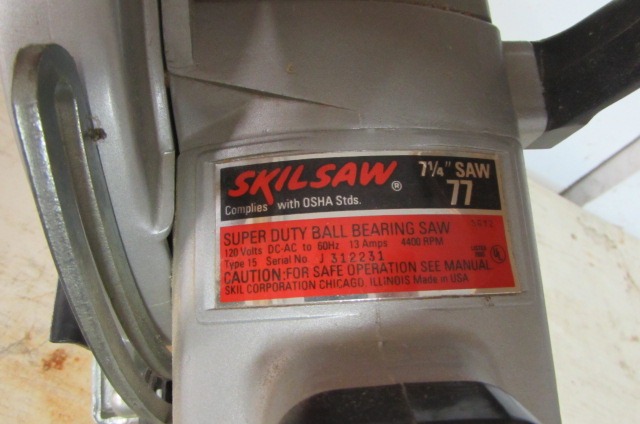 SKILSAW®
7¼" SAW
77
Complies with OSHA Stds.
SUPER DUTY BALL BEARING SAW
120 Volts DC-AC to 60Hz 13 Amps 4400 RPM
Type 15 Serial No. J 312231
CAUTION:FOR SAFE OPERATION SEE MANUAL
SKIL CORPORATION CHICAGO, ILLINOIS Made in USA
UL